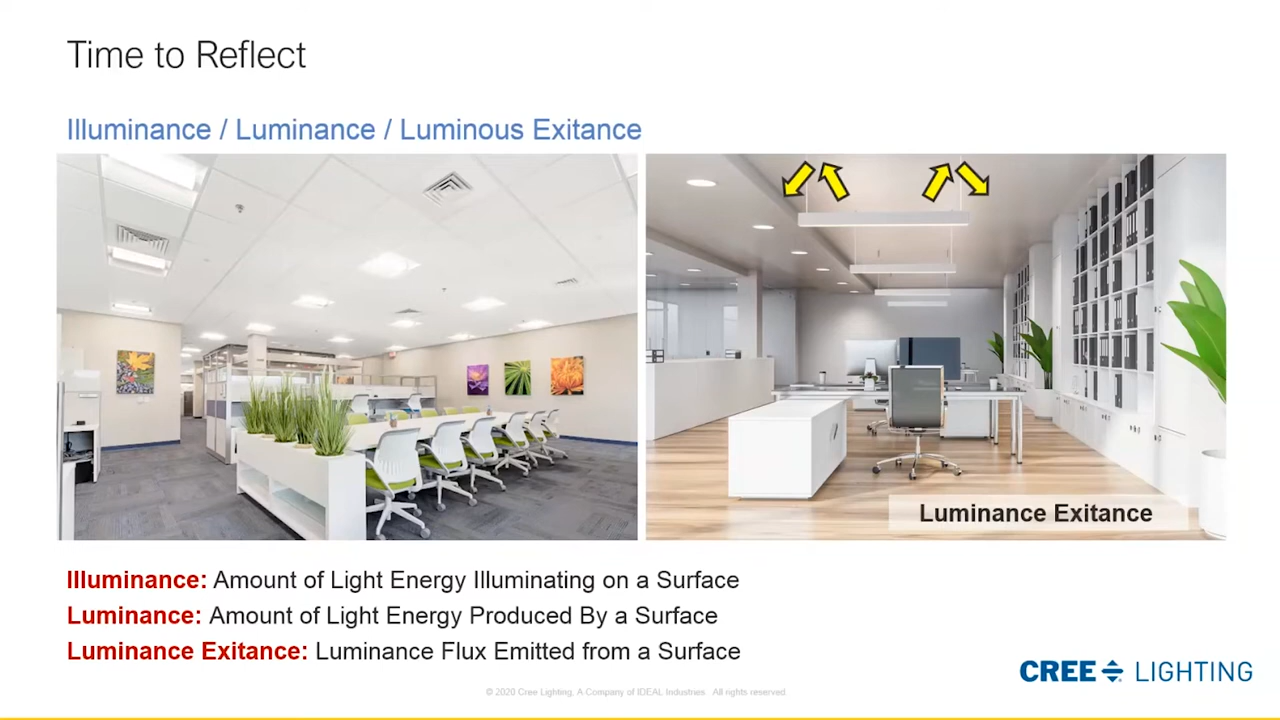 Time to Reflect
Illuminance / Luminance / Luminous Exitance
Luminance Exitance
Illuminance: Amount of Light Energy Illuminating on a Surface
Luminance: Amount of Light Energy Produced By a Surface
Luminance Exitance: Luminance Flux Emitted from a Surface
CREE LIGHTING
© 2020 Cree Lighting, A Company of IDEAL Industries. All rights reserved.